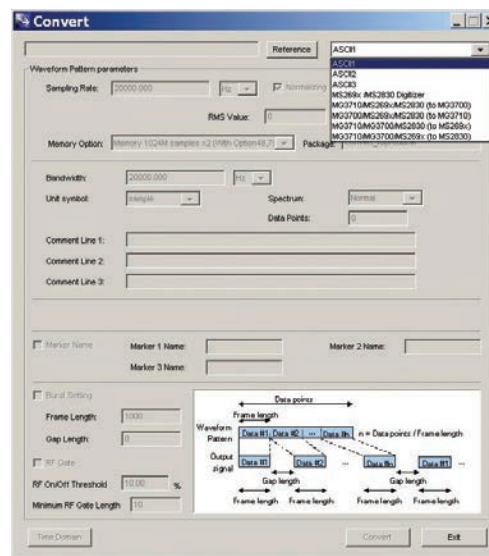 Convert
Reference
ASCII1
ASCII1
ASCII2
ASCII3
MS269x /MS2830 Digitizer
MG3710/MS269x/MS2830 (to MG3700)
MG3700/MS269x/MS2830 (to MG3710)
MG3710/MG3700/MS2830 (to MS269x)
MG3710/MG3700/MS269x (to MS2830)
Waveform Pattern parameters
Sampling Rate: 20000.000 Hz Normalizing
RMS Value: 0
Memory Option: Memory 1024M samples x2 (With Option48,7 Package:
Bandwidth: 20000.000 Hz
Unit symbol: sample Spectrum: Normal
Data Points: 0
Comment Line 1:
Comment Line 2:
Comment Line 3:
Marker Name Marker 1 Name: Marker 2 Name:
Marker 3 Name:
Burst Setting
Frame Length: 1000
Gap Length: 0
RF Gate
RF On/Off Threshold 10.00 %
Minimum RF Gate Length 10
Data points
Frame length
Waveform Pattern Data #1 Data #2 ... Data #n n = Data points / Frame length
Output signal Data #1 Data #2 ... Data #n Data #1 ...
Gap length Gap length
Frame length Frame length Frame length Frame length
Time Domain Convert Exit